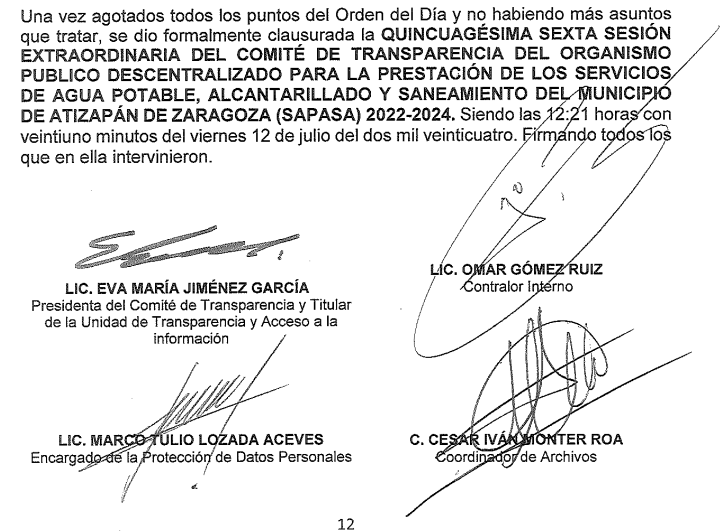 Una vez agotados todos los puntos del Orden del Día y no habiendo más asuntos
que tratar, se dio formalmente clausurada la QUINCUAGÉSIMA SEXTA SESIÓN
EXTRAORDINARIA DEL COMITÉ DE TRANSPARENCIA DEL ORGANISMO
PUBLICO DESCENTRALIZADO PARA LA PRESTACIÓN DE LOS SERVICIOS
DE AGUA POTABLE, ALCANTARILLADO Y SANEAMIENTO DEL MUNICIPIO
DE ATIZAPÁN DE ZARAGOZA (SAPASA) 2022-2024. Siendo las 12:21 horas con
veintiuno minutos del viernes 12 de julio del dos mil veinticuatro. Firmando todos los
que en ella intervinieron.
LIC. EVA MARÍA JIMÉNEZ GARCÍA
Presidenta del Comité de Transparencia y Titular
de la Unidad de Transparencia y Acceso a la
información
LIC. OMAR GÓMEZ RUIZ
Contralor Interno
LIC. MARCO TULIO LOZADA ACEVES
Encargado de la Protección de Datos Personales
C. CESAR IVÁN MONTER ROA
Coordinador de Archivos
12